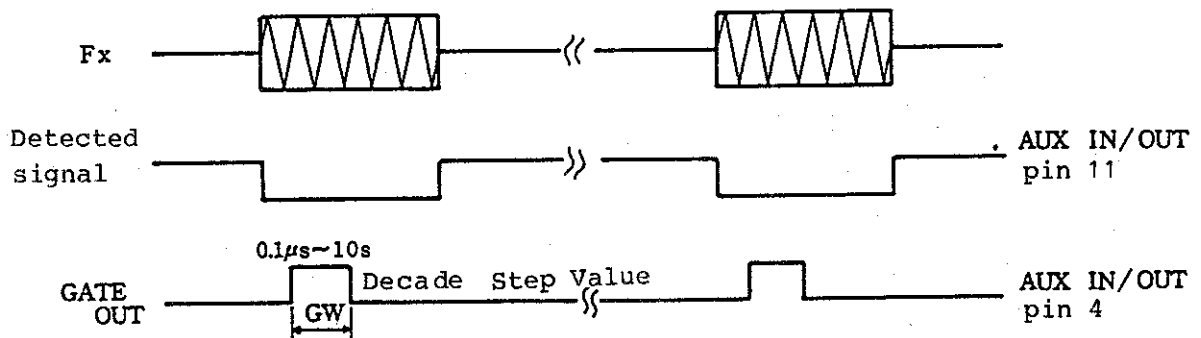 Fx
Detected
signal
AUX IN/OUT
pin 11
0.1μs~10s
Decade Step Value
GATE
OUT
GW
AUX IN/OUT
pin 4